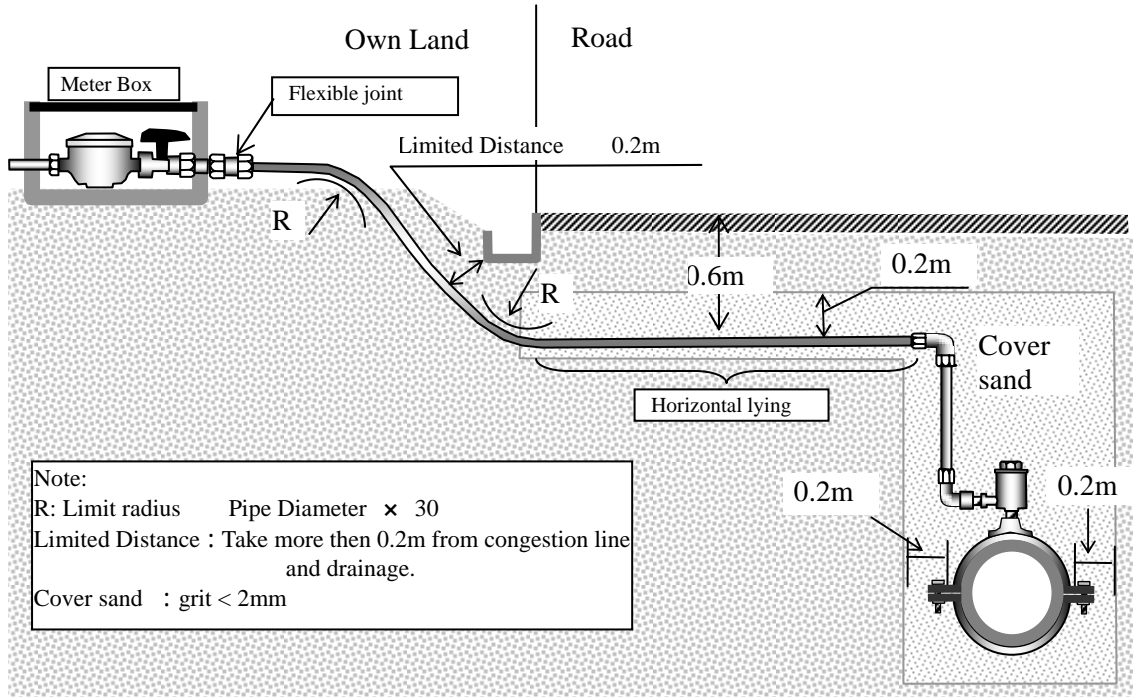 Own Land
Road
Meter Box
Flexible joint
Limited Distance 0.2m
R
R
0.6m
0.2m
Cover
sand
Horizontal lying
0.2m
0.2m
Note:
R: Limit radius Pipe Diameter × 30
Limited Distance : Take more then 0.2m from congestion line
and drainage.
Cover sand : grit < 2mm